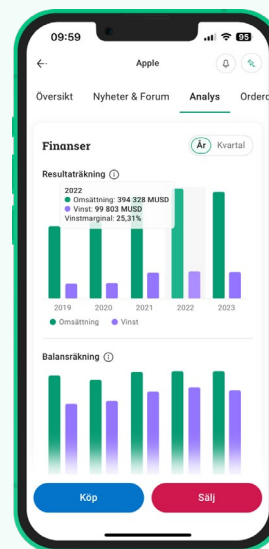 09:59 95
Apple
Översikt Nyheter & Forum Analys Orderd
Finanser År Kvartal
Resultaträkning
2022
Omsättning: 394 328 MUSD
Vinst: 99 803 MUSD
Vinstmarginal: 25,31%
2019 2020 2021 2022 2023
Omsättning Vinst
Balansräkning
Köp Sälj